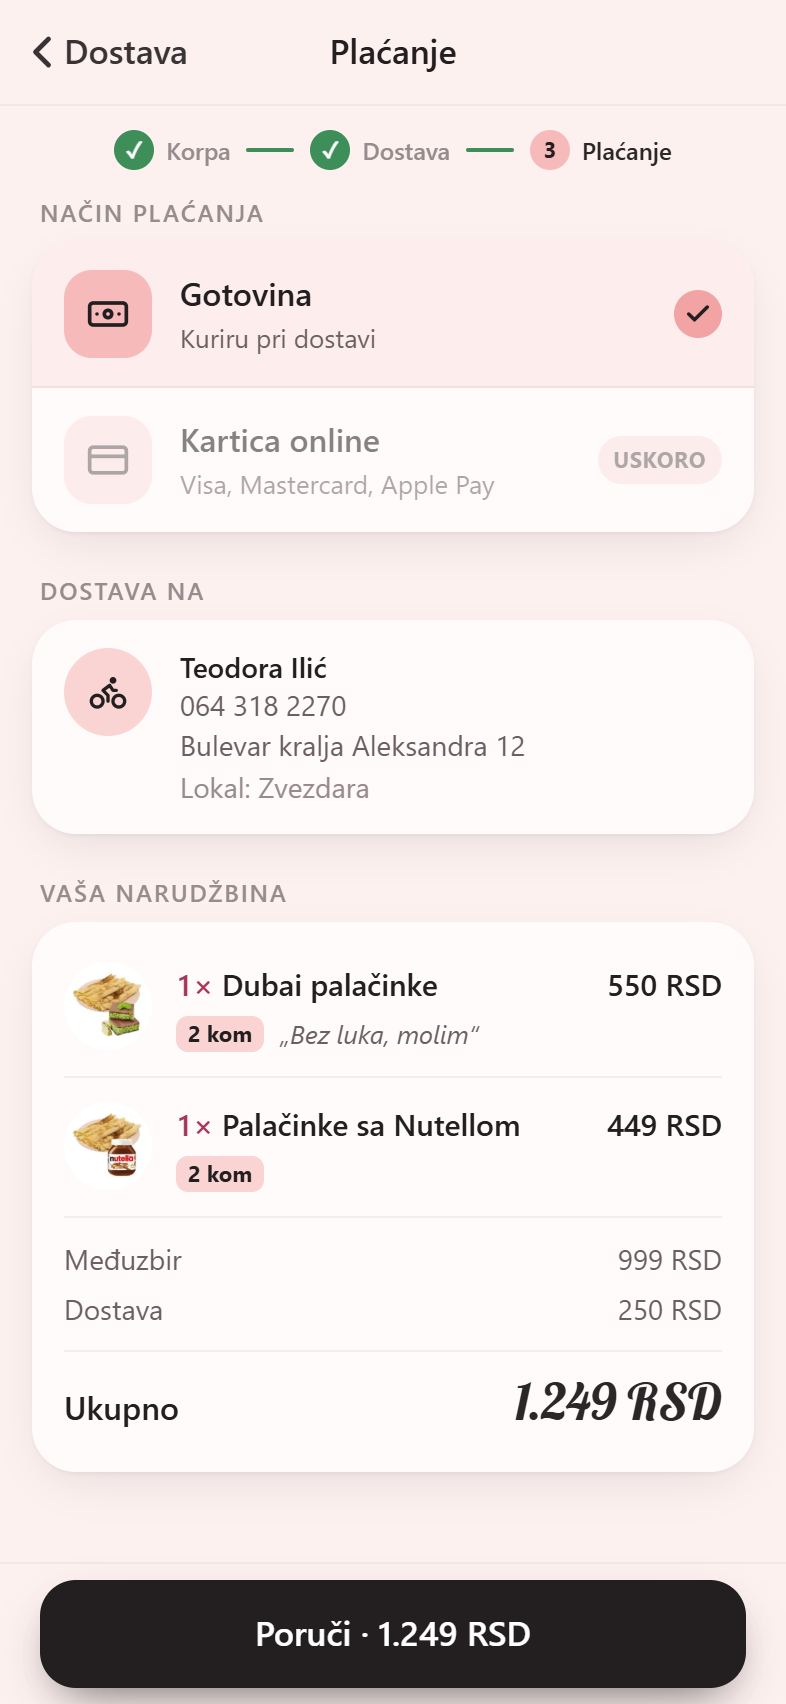 Dostava
Plaćanje
Korpa
Dostava
3 Plaćanje
NAČIN PLAĆANJA
Gotovina
Kuriru pri dostavi
Kartica online
USKORO
Visa, Mastercard, Apple Pay
DOSTAVA NA
Teodora Ilić
064 318 2270
Bulevar kralja Aleksandra 12
Lokal: Zvezdara
VAŠA NARUDŽBINA
1× Dubai palačinke 550 RSD
2 kom „Bez luka, molim“
1× Palačinke sa Nutellom 449 RSD
nutella
2 kom
Međuzbir 999 RSD
Dostava 250 RSD
Ukupno 1.249 RSD
Poruči · 1.249 RSD